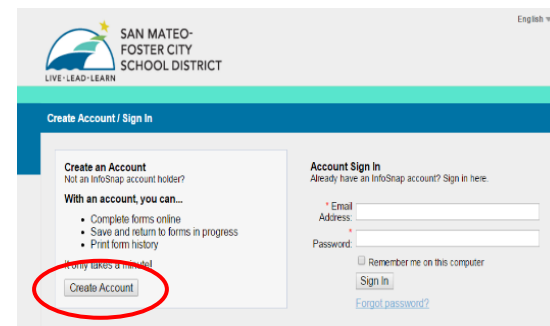 English
SAN MATEO-
FOSTER CITY
SCHOOL DISTRICT
LIVE-LEAD-LEARN
Create Account / Sign In
Create an Account
Not an InfoSnap account holder?
With an account, you can...
• Complete forms online
• Save and return to forms in progress
• Print form history
It only takes a minute!
Create Account
Account Sign In
Already have an InfoSnap account? Sign in here.
* Email
Address:
*
Password:
Remember me on this computer
Sign In
Forgot password?